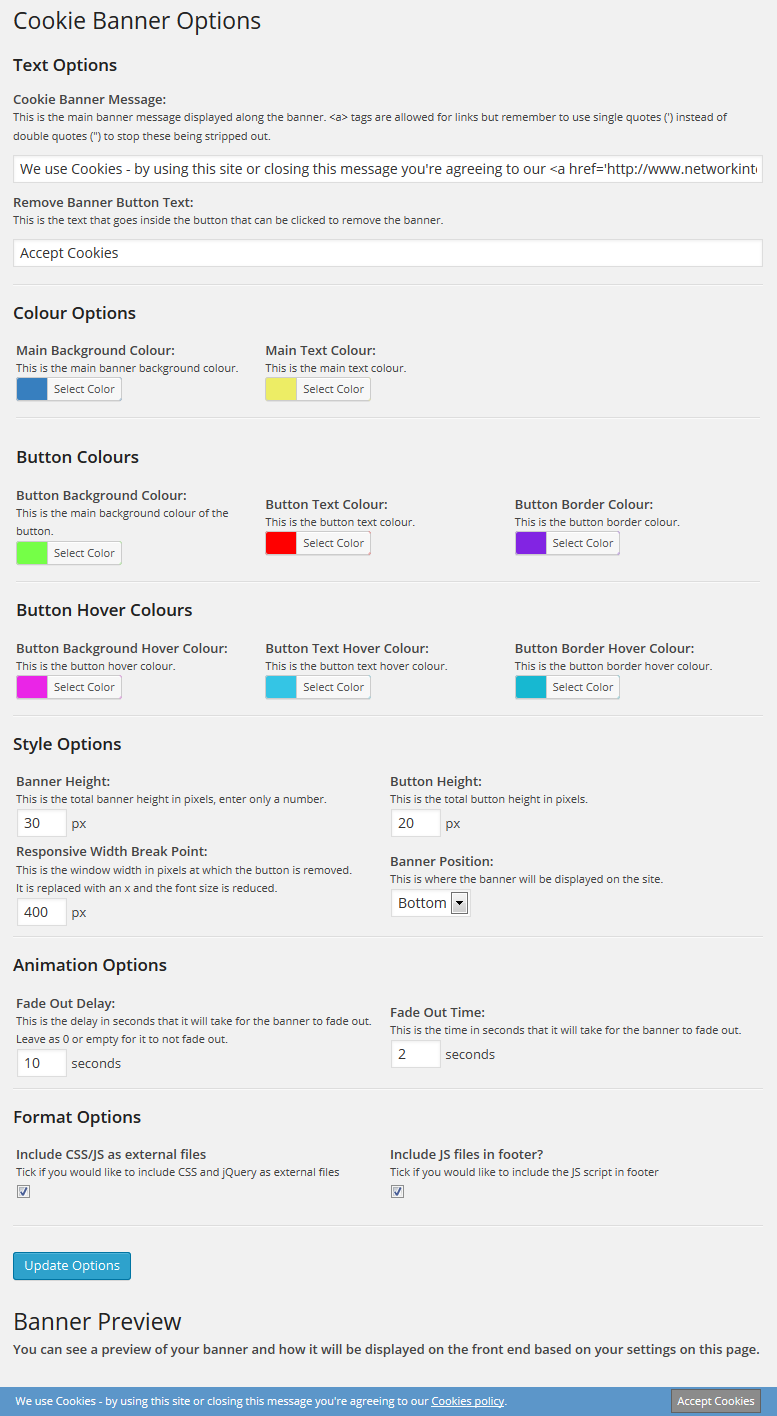 Cookie Banner Options
Text Options
Cookie Banner Message:
This is the main banner message displayed along the banner. <a> tags are allowed for links but remember to use single quotes (') instead of
double quotes (") to stop these being stripped out.
We use Cookies - by using this site or closing this message you're agreeing to our <a href='http://www.networkint
Remove Banner Button Text:
This is the text that goes inside the button that can be clicked to remove the banner.
Accept Cookies
Colour Options
Main Background Colour: Main Text Colour:
This is the main banner background colour. This is the main text colour.
Select Color Select Color
Button Colours
Button Background Colour:
This is the main background colour of the
button.
Select Color
Button Text Colour:
This is the button text colour.
Select Color
Button Border Colour:
This is the button border colour.
Select Color
Button Hover Colours
Button Background Hover Colour: Button Text Hover Colour: Button Border Hover Colour:
This is the button hover colour. This is the button text hover colour. This is the button border hover colour.
Select Color Select Color Select Color
Style Options
Banner Height: Button Height:
This is the total banner height in pixels, enter only a number. This is the total button height in pixels.
30 px 20 px
Responsive Width Break Point:
This is the window width in pixels at which the button is removed.
It is replaced with an x and the font size is reduced.
400 px
Banner Position:
This is where the banner will be displayed on the site.
Bottom
Animation Options
Fade Out Delay:
This is the delay in seconds that it will take for the banner to fade out.
Leave as 0 or empty for it to not fade out.
10 seconds
Fade Out Time:
This is the time in seconds that it will take for the banner to fade out.
2 seconds
Format Options
Include CSS/JS as external files Include JS files in footer?
Tick if you would like to include CSS and jQuery as external files Tick if you would like to include the JS script in footer
Update Options
Banner Preview
You can see a preview of your banner and how it will be displayed on the front end based on your settings on this page.
We use Cookies - by using this site or closing this message you're agreeing to our Cookies policy. Accept Cookies